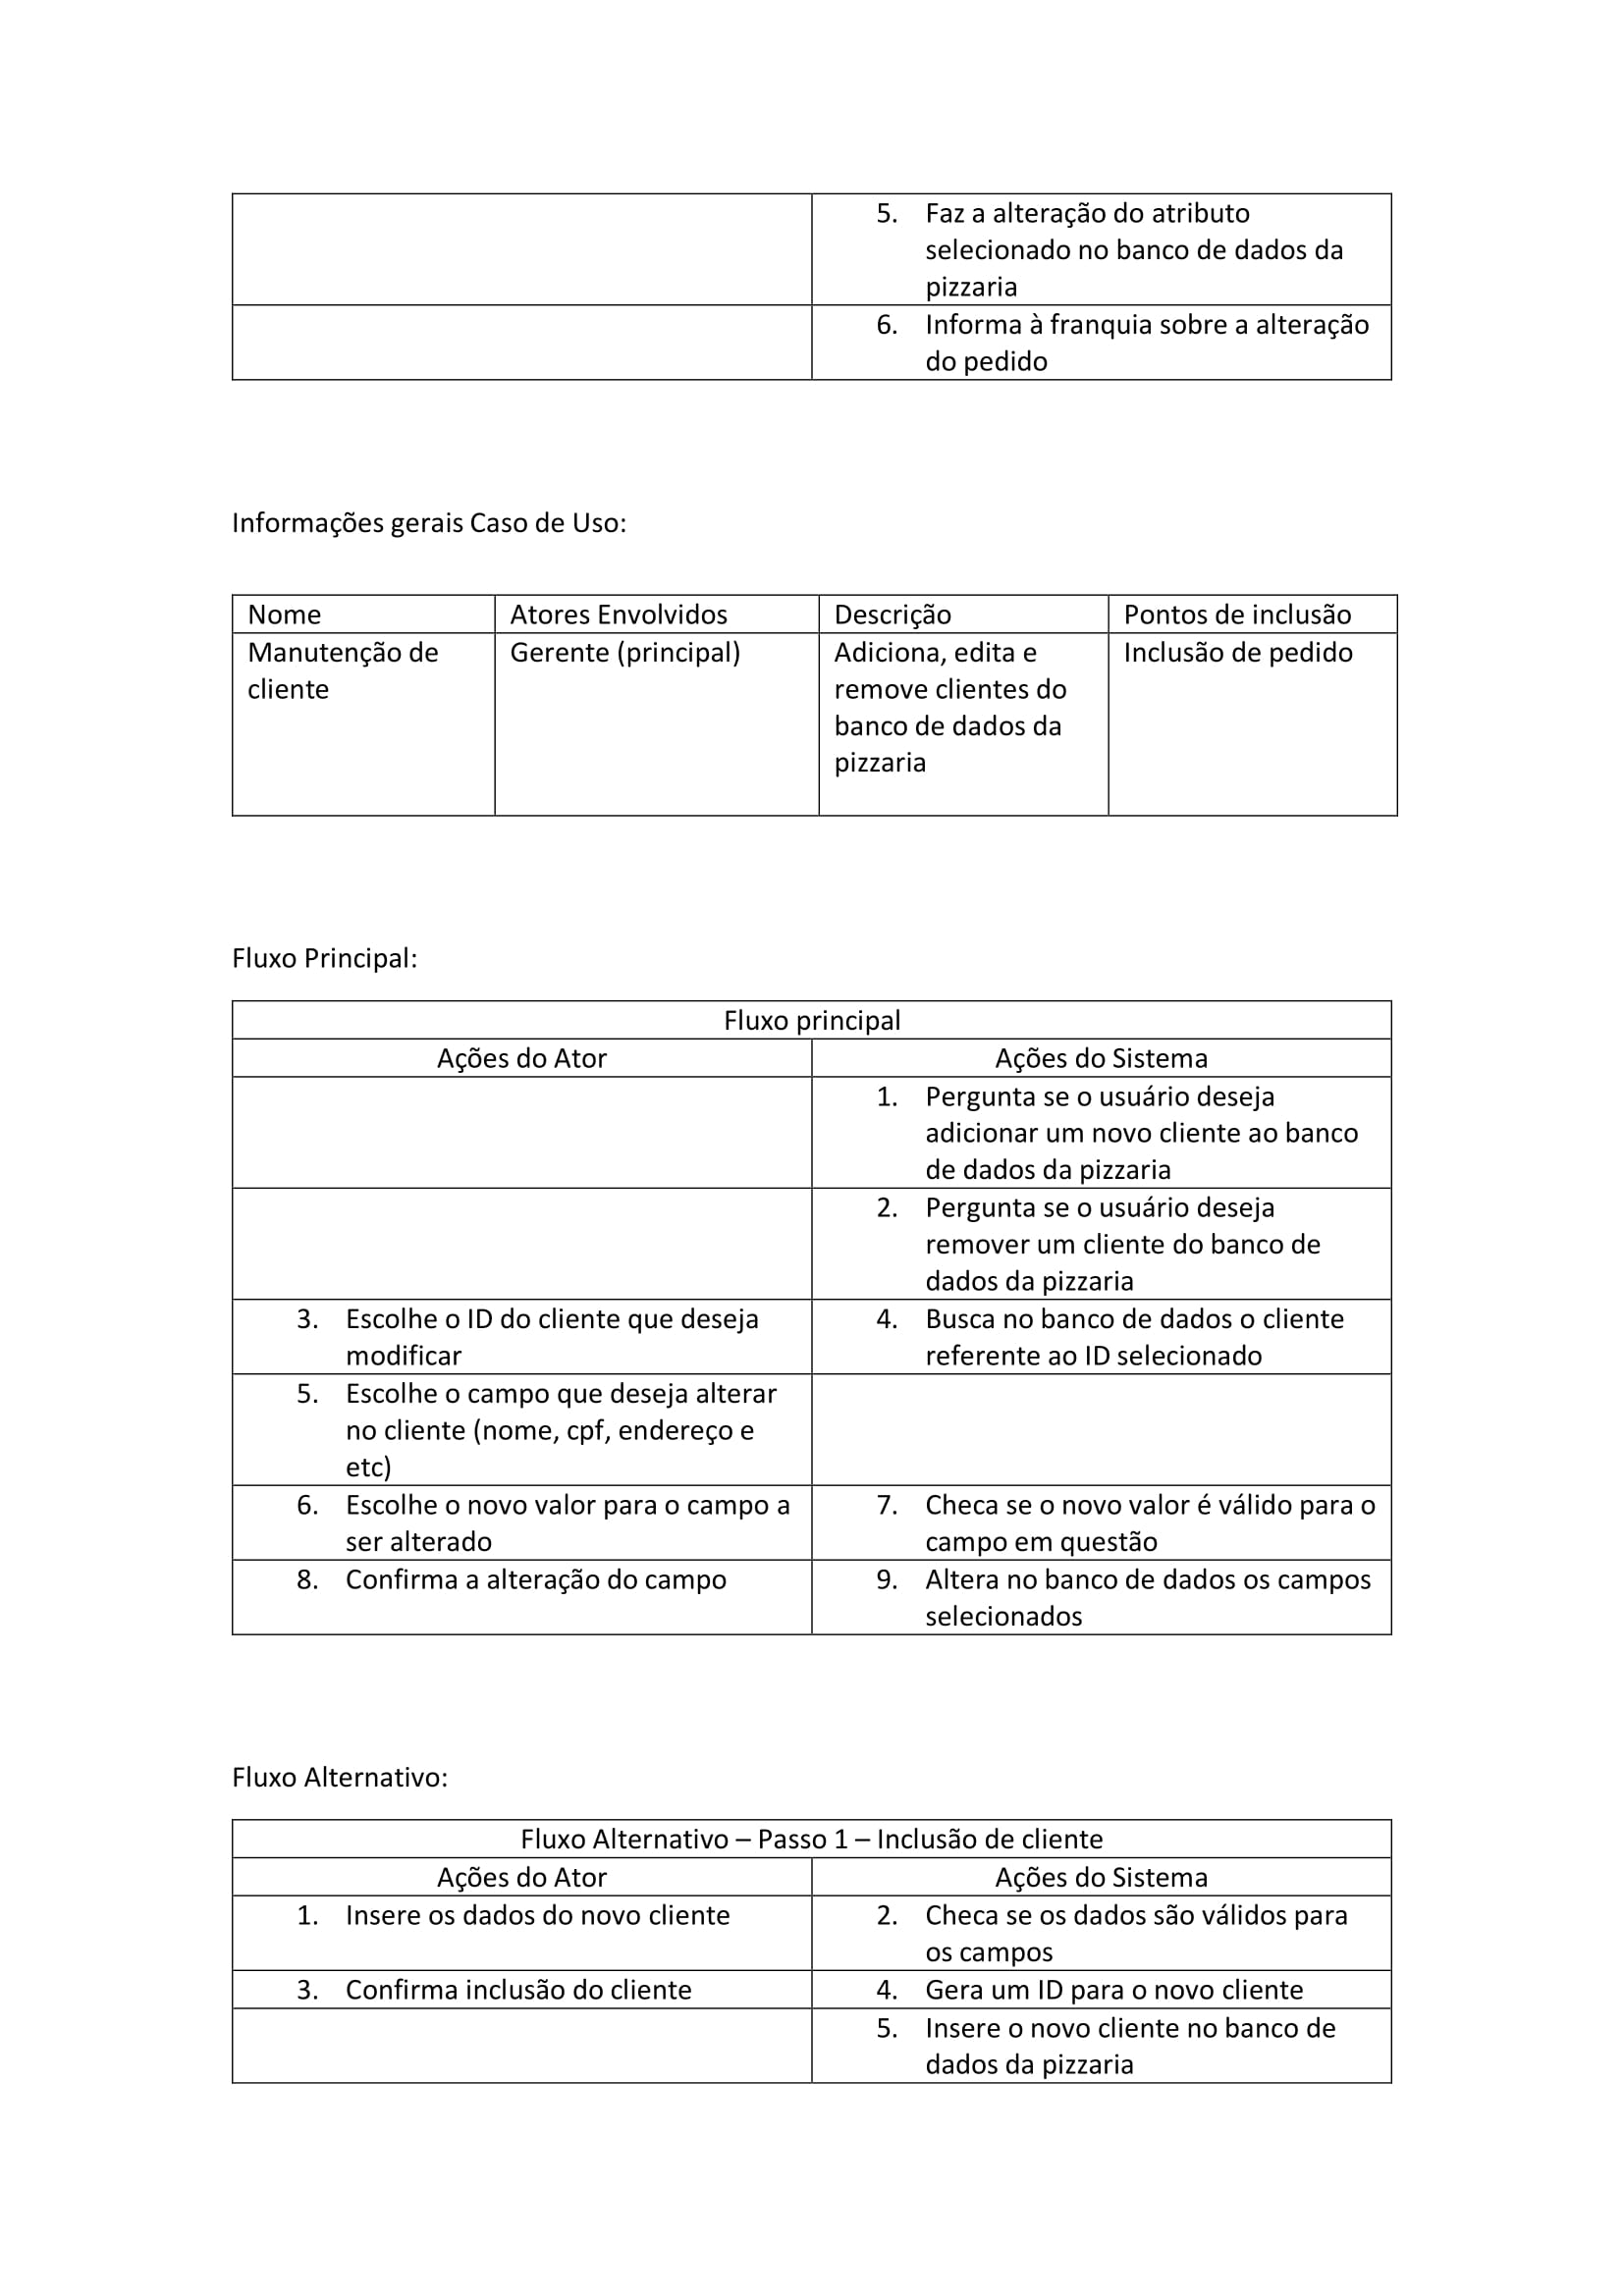 5. Faz a alteração do atributo
selecionado no banco de dados da
pizzaria
6. Informa à franquia sobre a alteração
do pedido
Informações gerais Caso de Uso:
Nome Atores Envolvidos Descrição Pontos de inclusão
Manutenção de Gerente (principal) Adiciona, edita e Inclusão de pedido
cliente remove clientes do
banco de dados da
pizzaria
Fluxo Principal:
Fluxo principal
Ações do Ator Ações do Sistema
1. Pergunta se o usuário deseja
adicionar um novo cliente ao banco
de dados da pizzaria
2. Pergunta se o usuário deseja
remover um cliente do banco de
dados da pizzaria
3. Escolhe o ID do cliente que deseja
modificar
4. Busca no banco de dados o cliente
referente ao ID selecionado
5. Escolhe o campo que deseja alterar
no cliente (nome, cpf, endereço e
etc)
6. Escolhe o novo valor para o campo a
ser alterado
7. Checa se o novo valor é válido para o
campo em questão
8. Confirma a alteração do campo
9. Altera no banco de dados os campos
selecionados
Fluxo Alternativo:
Fluxo Alternativo – Passo 1 – Inclusão de cliente
Ações do Ator Ações do Sistema
1. Insere os dados do novo cliente
2. Checa se os dados são válidos para
os campos
3. Confirma inclusão do cliente
4. Gera um ID para o novo cliente
5. Insere o novo cliente no banco de
dados da pizzaria